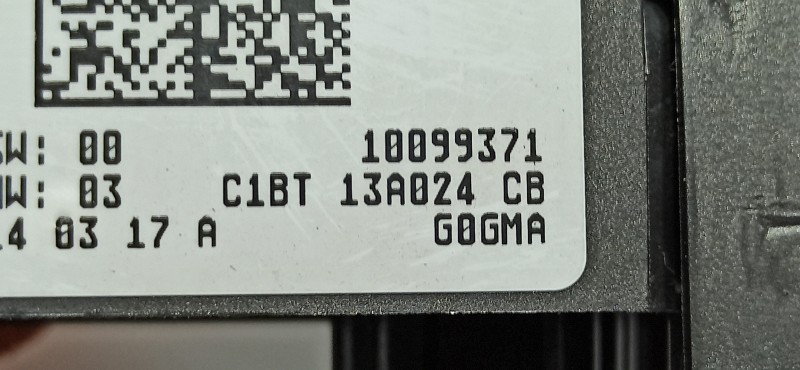 SW: 00 10099371
HW: 03 C1BT 13A024 CB
14 03 17 A G0GMA